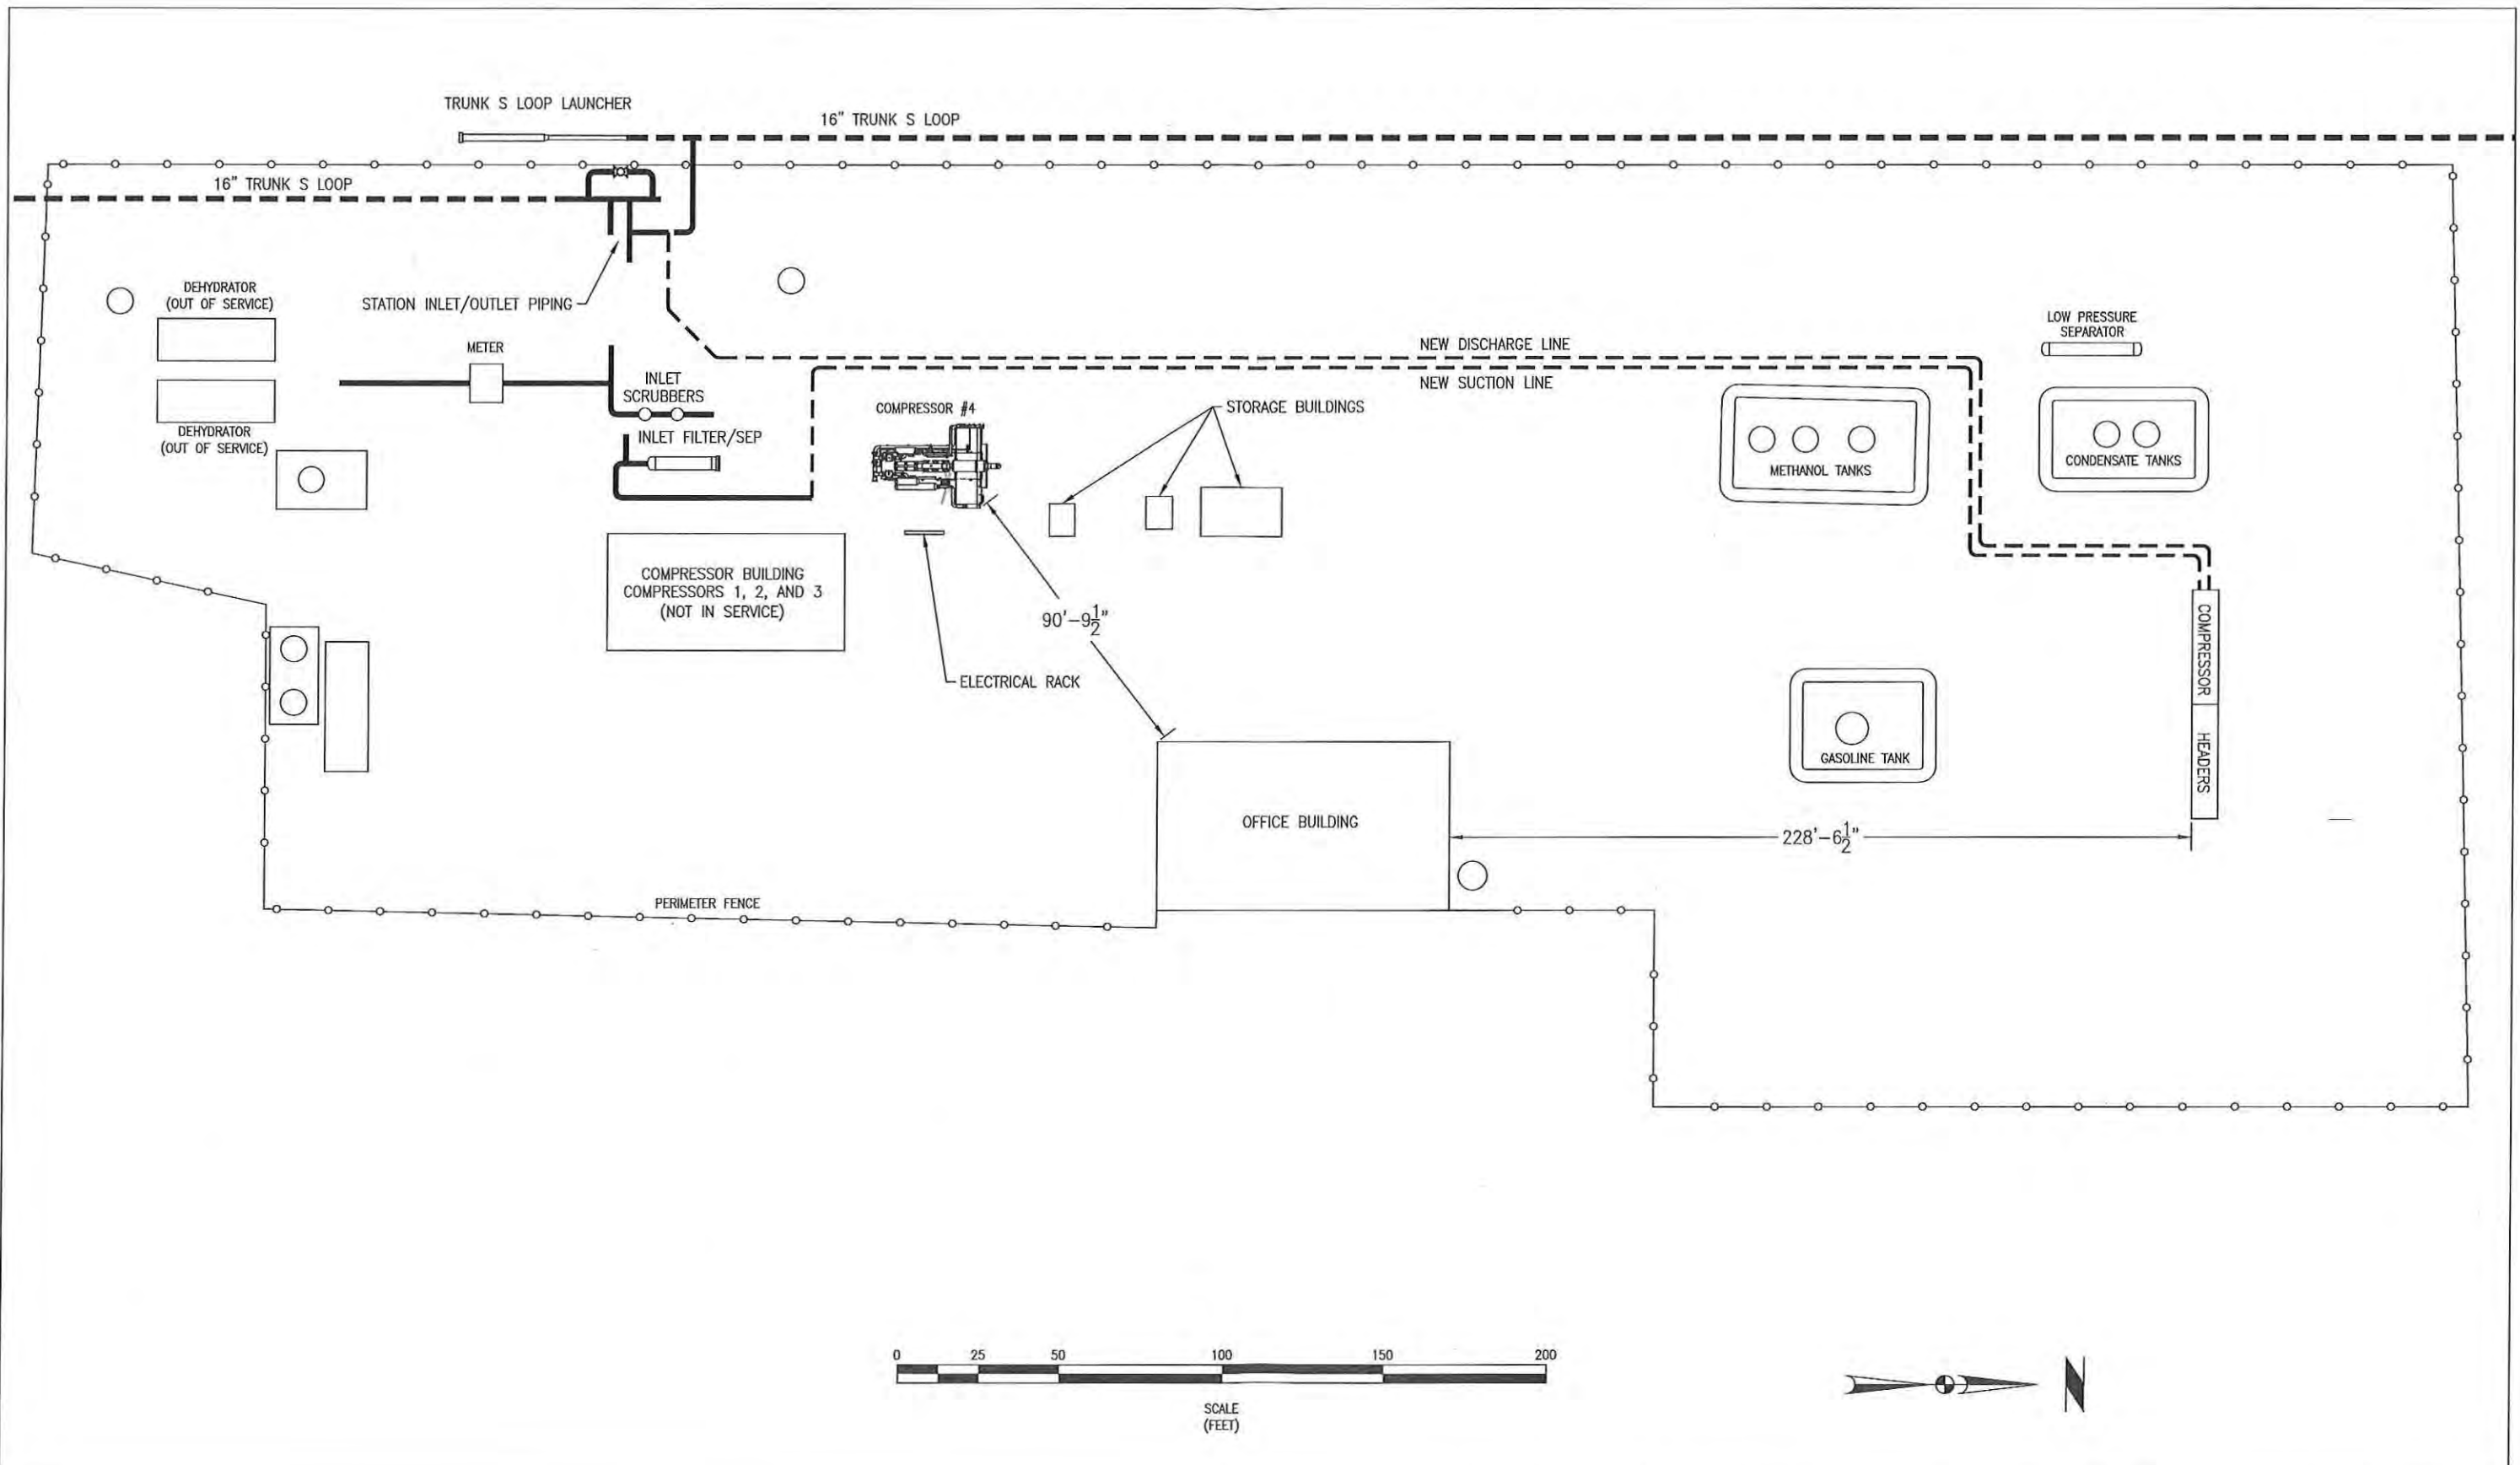 TRUNK S LOOP LAUNCHER
16" TRUNK S LOOP
16" TRUNK S LOOP
DEHYDRATOR
(OUT OF SERVICE)
STATION INLET/OUTLET PIPING
LOW PRESSURE
SEPARATOR
METER
NEW DISCHARGE LINE
NEW SUCTION LINE
INLET
SCRUBBERS
COMPRESSOR #4
STORAGE BUILDINGS
DEHYDRATOR
(OUT OF SERVICE)
INLET FILTER/SEP
METHANOL TANKS
CONDENSATE TANKS
COMPRESSOR BUILDING
COMPRESSORS 1, 2, AND 3
(NOT IN SERVICE)
90'-9½"
ELECTRICAL RACK
COMPRESSOR HEADERS
GASOLINE TANK
OFFICE BUILDING
228'-6½"
PERIMETER FENCE
0 25 50 100 150 200
SCALE
(FEET)
N